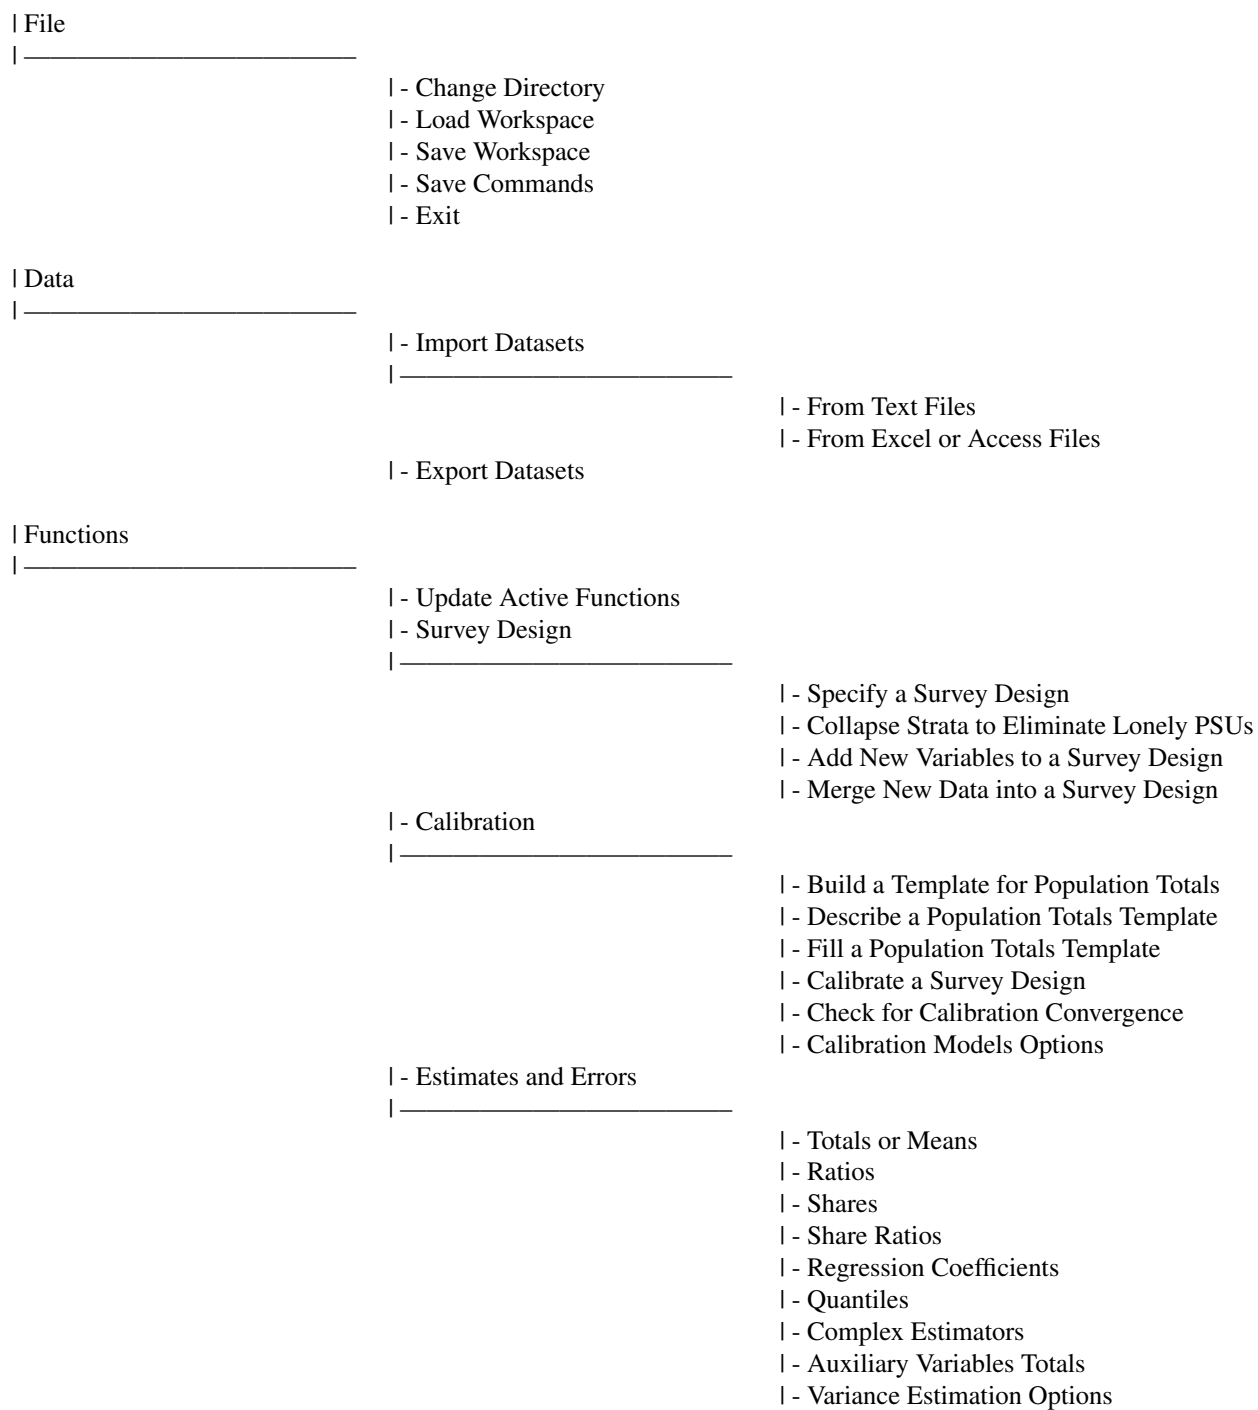 | File
| —————————————
| - Change Directory
| - Load Workspace
| - Save Workspace
| - Save Commands
| - Exit
| Data
| —————————————
| - Import Datasets
| —————————————
| - From Text Files
| - From Excel or Access Files
| - Export Datasets
| Functions
| —————————————
| - Update Active Functions
| - Survey Design
| —————————————
| - Specify a Survey Design
| - Collapse Strata to Eliminate Lonely PSUs
| - Add New Variables to a Survey Design
| - Merge New Data into a Survey Design
| - Calibration
| —————————————
| - Build a Template for Population Totals
| - Describe a Population Totals Template
| - Fill a Population Totals Template
| - Calibrate a Survey Design
| - Check for Calibration Convergence
| - Calibration Models Options
| - Estimates and Errors
| —————————————
| - Totals or Means
| - Ratios
| - Shares
| - Share Ratios
| - Regression Coefficients
| - Quantiles
| - Complex Estimators
| - Auxiliary Variables Totals
| - Variance Estimation Options